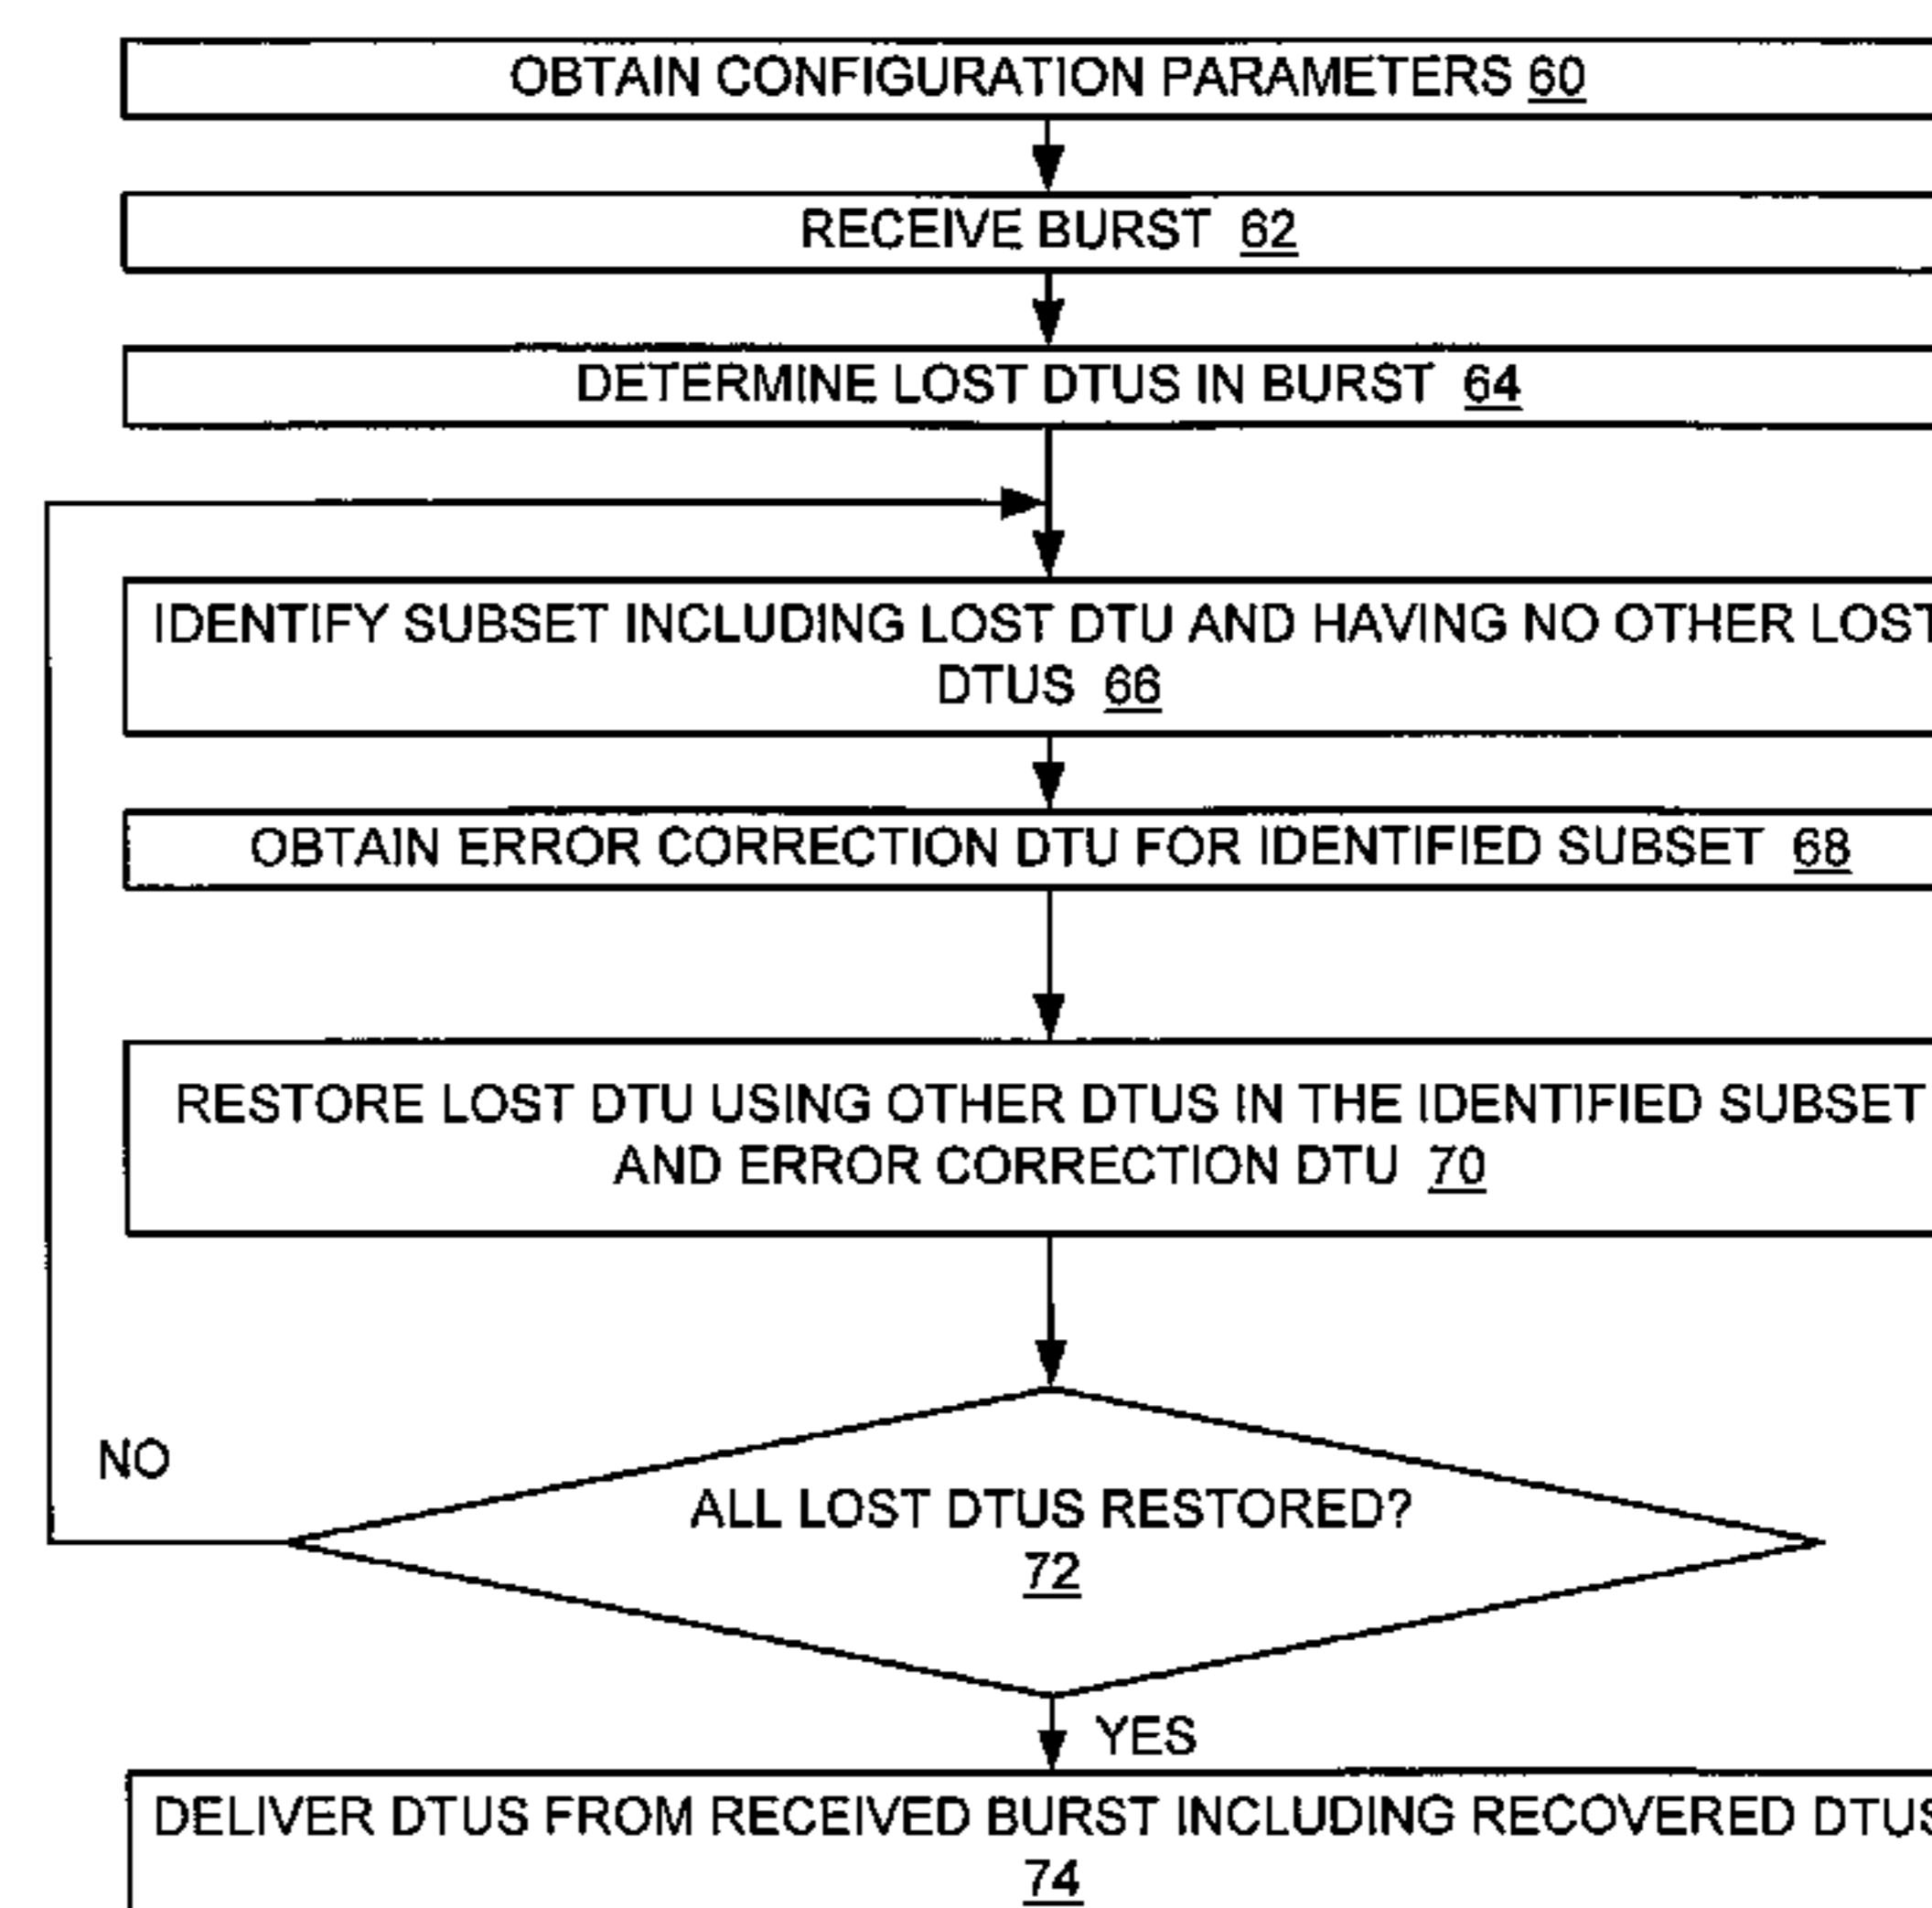 OBTAIN CONFIGURATION PARAMETERS 60
RECEIVE BURST 62
DETERMINE LOST DTUS IN BURST 64
IDENTIFY SUBSET INCLUDING LOST DTU AND HAVING NO OTHER LOST
DTUS 66
OBTAIN ERROR CORRECTION DTU FOR IDENTIFIED SUBSET 68
RESTORE LOST DTU USING OTHER DTUS IN THE IDENTIFIED SUBSET
AND ERROR CORRECTION DTU 70
NO
ALL LOST DTUS RESTORED?
72
YES
DELIVER DTUS FROM RECEIVED BURST INCLUDING RECOVERED DTUS
74